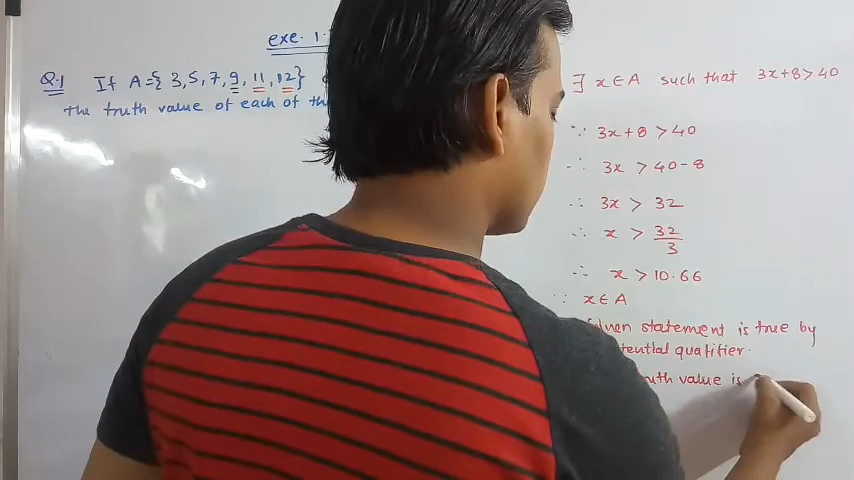 exe. 1.
Q.1 If A={ 3,5,7,9,11,12}
the truth value of each of the
∃ x∈A such that 3x+8>40
∵ 3x+8 >40
∴ 3x >40-8
∴ 3x > 32
∴ x > 32/3
∴ x >10.66
∵ x∈A
Given statement is true by
quatifier.
truth value is